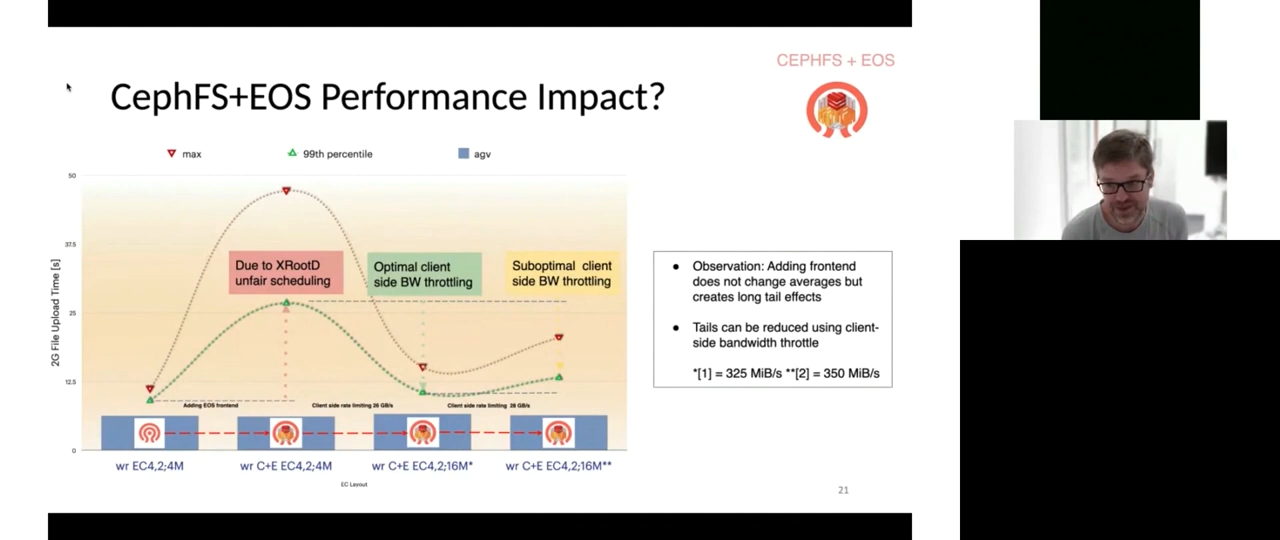 CEPHFS + EOS
CephFS+EOS Performance Impact?
max
99th percentile
agv
50
37.5
25
12.5
0
2G File Upload Time [s]
Due to XRootD
unfair scheduling
Optimal client
side BW throttling
Suboptimal client
side BW throttling
Adding EOS frontend
Client side rate limiting 26 GB/s
Client side rate limiting 28 GB/s
wr EC4,2;4M
wr C+E EC4,2;4M
wr C+E EC4,2;16M*
wr C+E EC4,2;16M**
EC Layout
● Observation: Adding frontend
does not change averages but
creates long tail effects
● Tails can be reduced using client-
side bandwidth throttle
*[1] = 325 MiB/s **[2] = 350 MiB/s
21